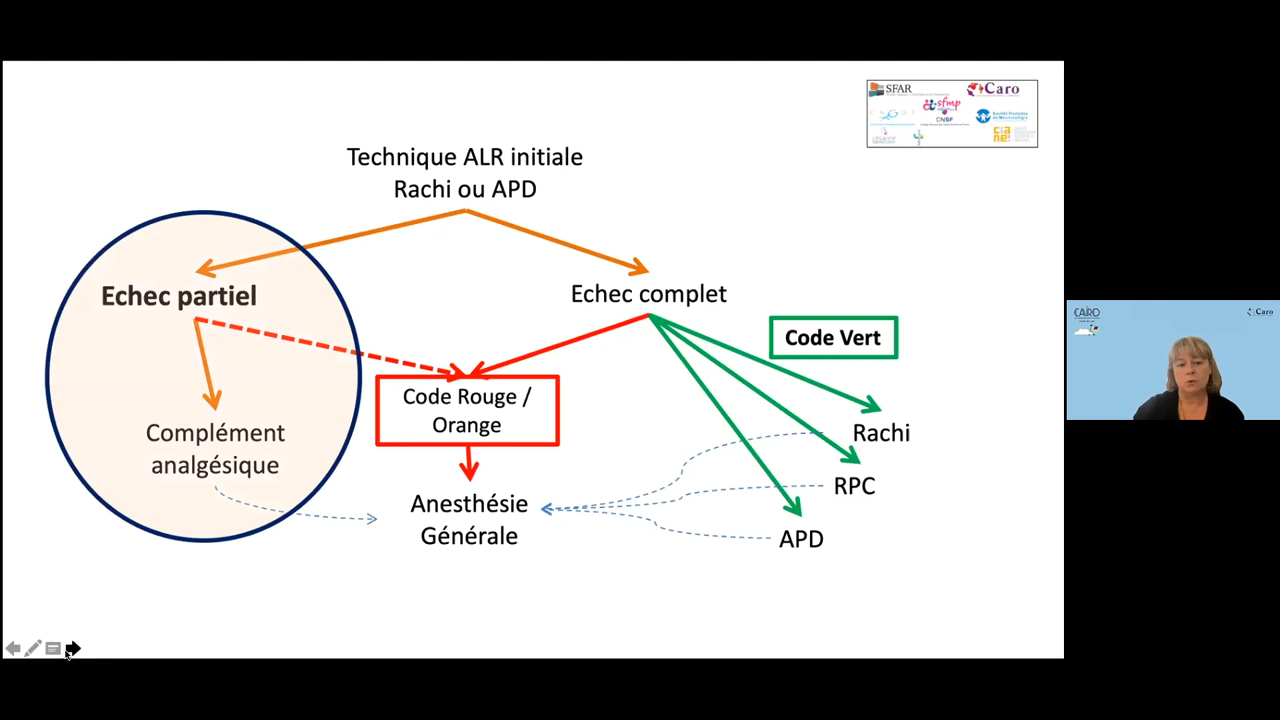 SFAR
Caro
sfmp
CNSF
Technique ALR initiale
Rachi ou APD
Echec partiel
Echec complet
Code Vert
Code Rouge /
Orange
Complément
analgésique
Rachi
RPC
Anesthésie
Générale
APD
CARO
Caro